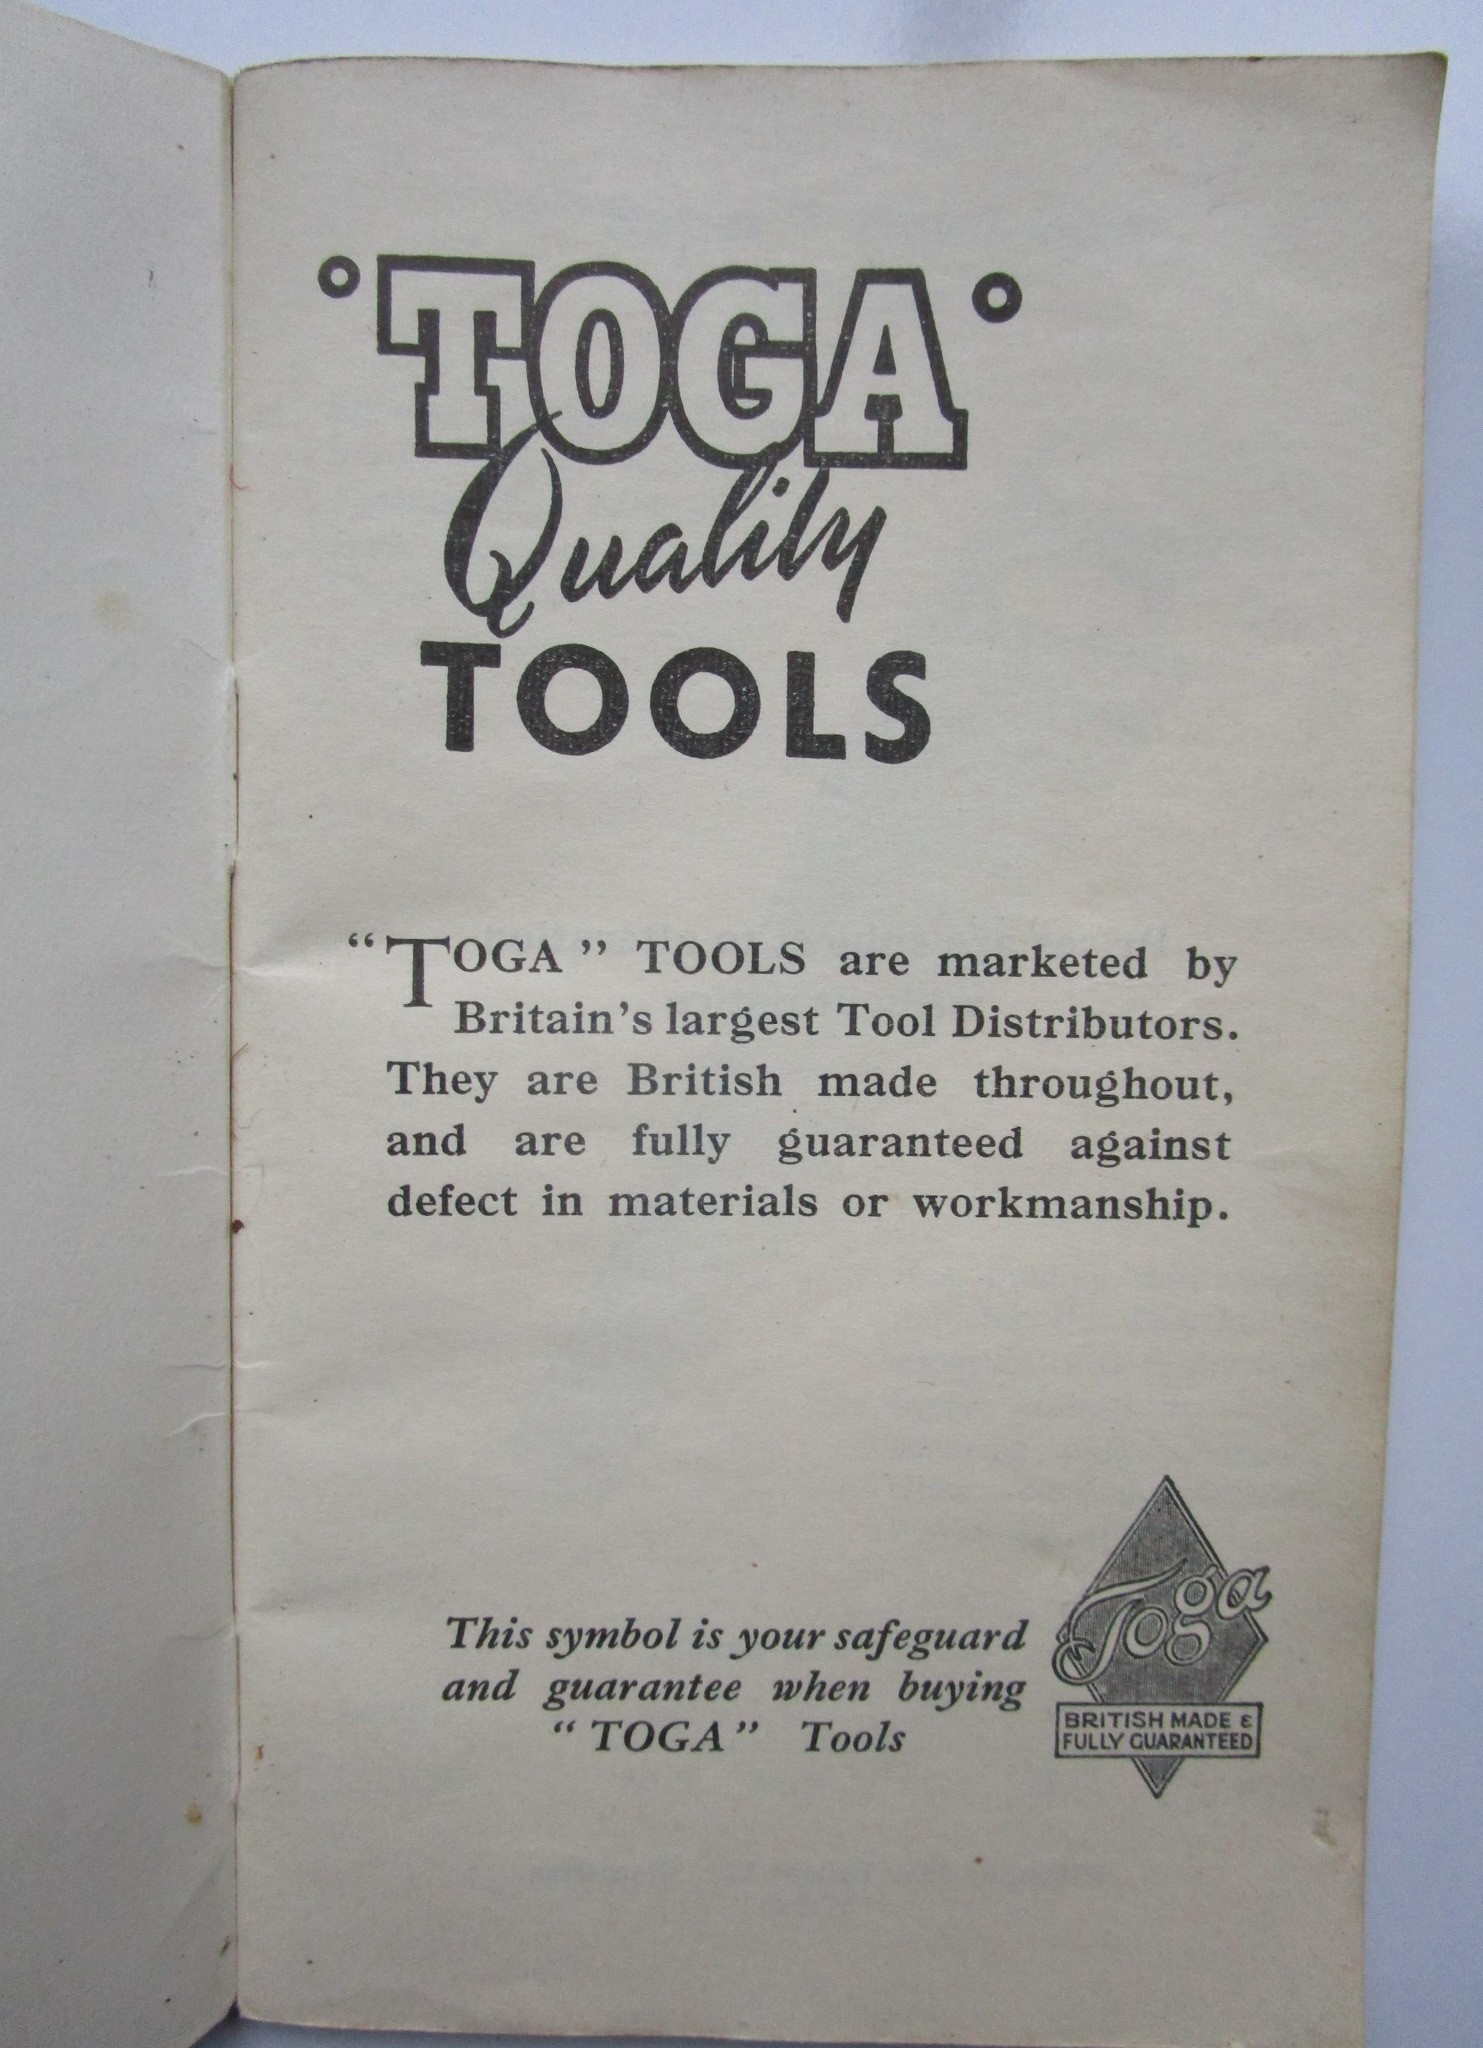 ° TOGA °
Quality
TOOLS
“TOGA” TOOLS are marketed by
Britain’s largest Tool Distributors.
They are British made throughout,
and are fully guaranteed against
defect in materials or workmanship.
This symbol is your safeguard
and guarantee when buying
“TOGA” Tools
Toga
BRITISH MADE &
FULLY GUARANTEED